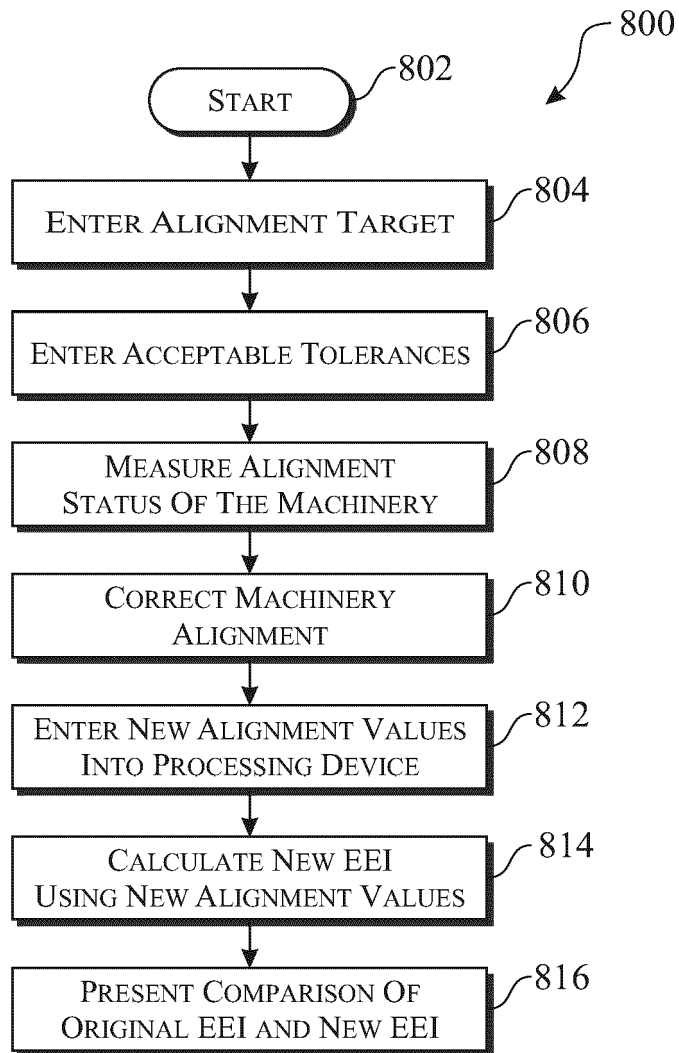 800
START
802
ENTER ALIGNMENT TARGET
804
ENTER ACCEPTABLE TOLERANCES
806
MEASURE ALIGNMENT
STATUS OF THE MACHINERY
808
CORRECT MACHINERY
ALIGNMENT
810
ENTER NEW ALIGNMENT VALUES
INTO PROCESSING DEVICE
812
CALCULATE NEW EEI
USING NEW ALIGNMENT VALUES
814
PRESENT COMPARISON OF
ORIGINAL EEI AND NEW EEI
816